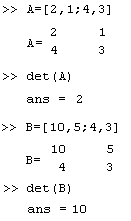 >> A=[2,1;4,3]
2 1
A=
4 3
>> det(A)
ans = 2
>> B=[10,5;4,3]
10 5
B=
4 3
>> det(B)
ans =10